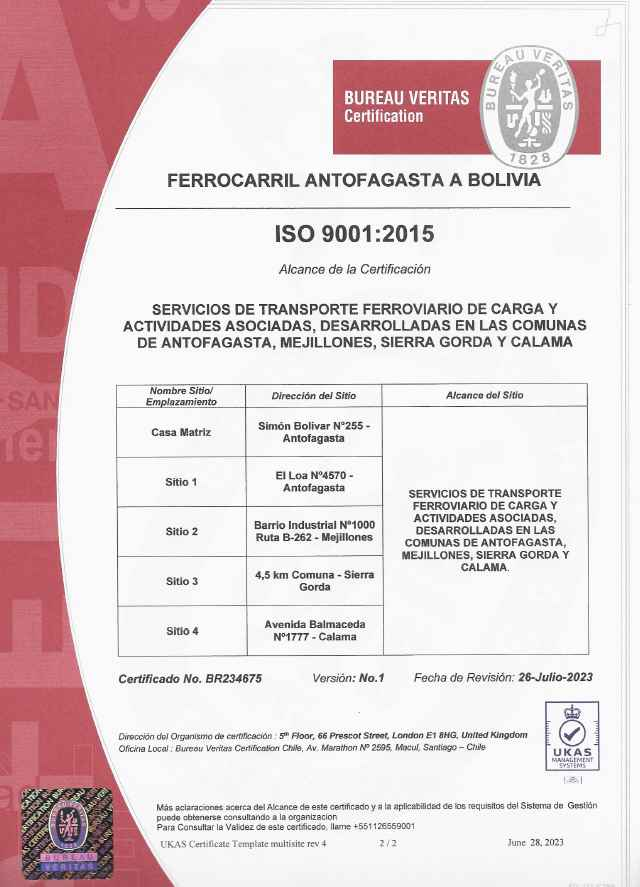 BUREAU VERITAS
Certification
BUREAU VERITAS
1828
FERROCARRIL ANTOFAGASTA A BOLIVIA
ISO 9001:2015
Alcance de la Certificación
SERVICIOS DE TRANSPORTE FERROVIARIO DE CARGA Y
ACTIVIDADES ASOCIADAS, DESARROLLADAS EN LAS COMUNAS
DE ANTOFAGASTA, MEJILLONES, SIERRA GORDA Y CALAMA
Nombre Sitio/
Emplazamiento
Dirección del Sitio
Alcance del Sitio
Casa Matriz
Simón Bolivar N°255 -
Antofagasta
Sitio 1
El Loa Nº4570 -
Antofagasta
Sitio 2
Barrio Industrial Nº1000
Ruta B-262 - Mejillones
Sitio 3
4,5 km Comuna - Sierra
Gorda
Sitio 4
Avenida Balmaceda
Nº1777 - Calama
SERVICIOS DE TRANSPORTE
FERROVIARIO DE CARGA Y
ACTIVIDADES ASOCIADAS,
DESARROLLADAS EN LAS
COMUNAS DE ANTOFAGASTA,
MEJILLONES, SIERRA GORDA Y
CALAMA.
Certificado No. BR234675 Versión: No.1 Fecha de Revisión: 26-Julio-2023
Dirección del Organismo de certificación : 5th Floor, 66 Prescot Street, London E1 8HG, United Kingdom
Oficina Local : Bureau Veritas Certification Chile, Av. Marathon Nº 2595, Macul, Santiago – Chile
UKAS
MANAGEMENT
SYSTEMS
Más aclaraciones acerca del Alcance de este certificado y a la aplicabilidad de los requisitos del Sistema de Gestión
puede obtenerse consultando a la organizacion
Para Consultar la Validez de este certificado, llame +551126559001
UKAS Certificate Template multisite rev 4 2 / 2 June 28, 2023
BUREAU
VERITAS